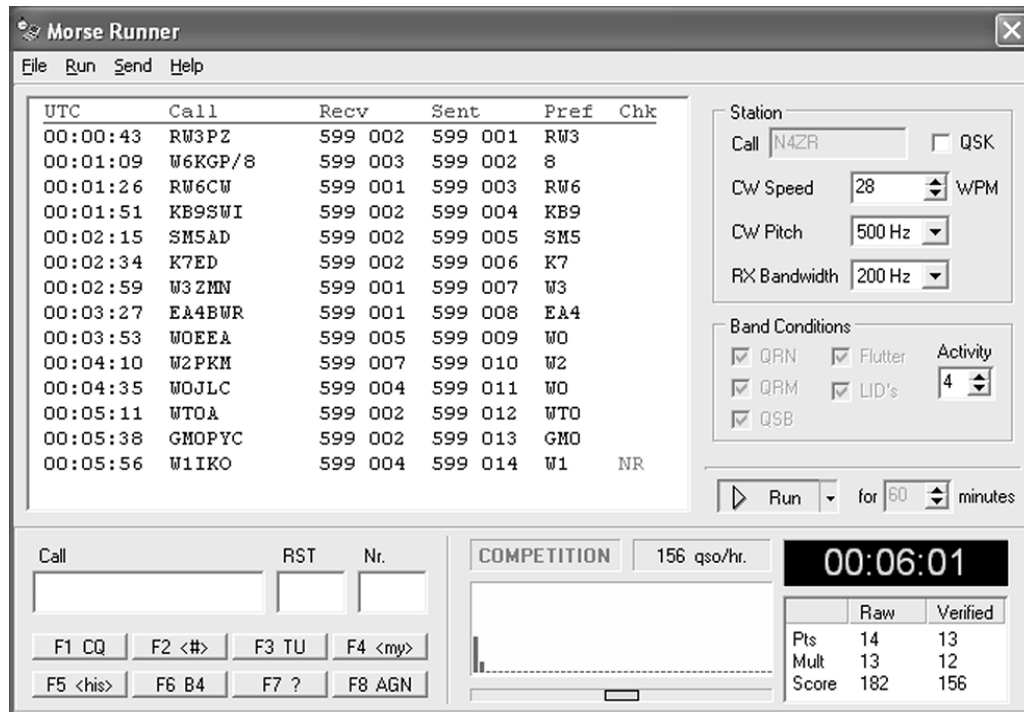 Morse Runner
File Run Send Help
UTC Call Recv Sent Pref Chk
00:00:43 RW3PZ 599 002 599 001 RW3
00:01:09 W6KGP/8 599 003 599 002 8
00:01:26 RW6CW 599 001 599 003 RW6
00:01:51 KB9SWI 599 002 599 004 KB9
00:02:15 SM5AD 599 002 599 005 SM5
00:02:34 K7ED 599 002 599 006 K7
00:02:59 W3ZMN 599 001 599 007 W3
00:03:27 EA4BWR 599 001 599 008 EA4
00:03:53 W0EEA 599 005 599 009 W0
00:04:10 W2PKM 599 007 599 010 W2
00:04:35 W0JLC 599 004 599 011 W0
00:05:11 WT0A 599 002 599 012 WT0
00:05:38 GM0PYC 599 002 599 013 GM0
00:05:56 W1IKO 599 004 599 014 W1 NR
Station
Call N4ZR QSK
CW Speed 28 WPM
CW Pitch 500 Hz
RX Bandwidth 200 Hz
Band Conditions
QRN Flutter Activity
QRM LID's 4
QSB
Run for 60 minutes
Call RST Nr.
F1 CQ F2 <#> F3 TU F4 <my>
F5 <his> F6 B4 F7 ? F8 AGN
COMPETITION 156 qso/hr.
00:06:01
Raw Verified
Pts 14 13
Mult 13 12
Score 182 156